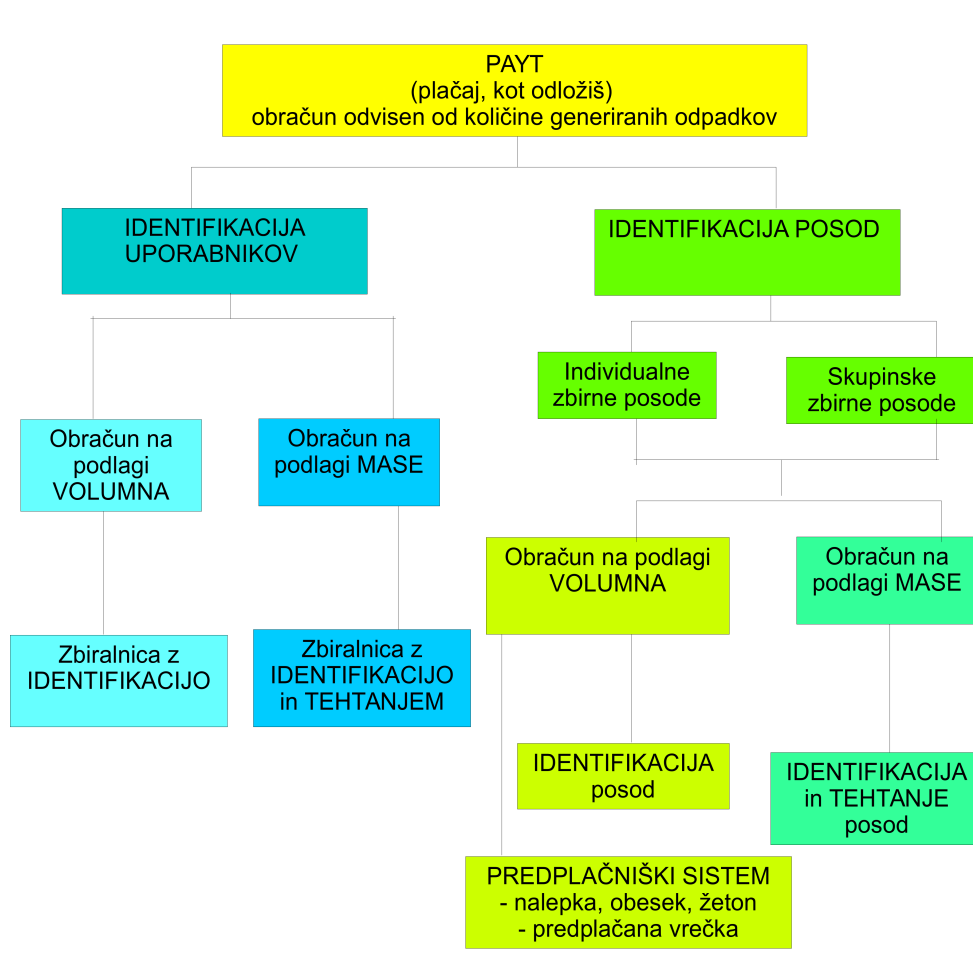 PAYT
(plačaj, kot odložiš)
obračun odvisen od količine generiranih odpadkov
IDENTIFIKACIJA
UPORABNIKOV
IDENTIFIKACIJA POSOD
Individualne
zbirne posode
Skupinske
zbirne posode
Obračun na
podlagi
VOLUMNA
Obračun na
podlagi MASE
Obračun na podlagi
VOLUMNA
Obračun na
podlagi MASE
Zbiralnica z
IDENTIFIKACIJO
Zbiralnica z
IDENTIFIKACIJO
in TEHTANJEM
IDENTIFIKACIJA
posod
IDENTIFIKACIJA
in TEHTANJE
posod
PREDPLAČNIŠKI SISTEM
- nalepka, obesek, žeton
- predplačana vrečka